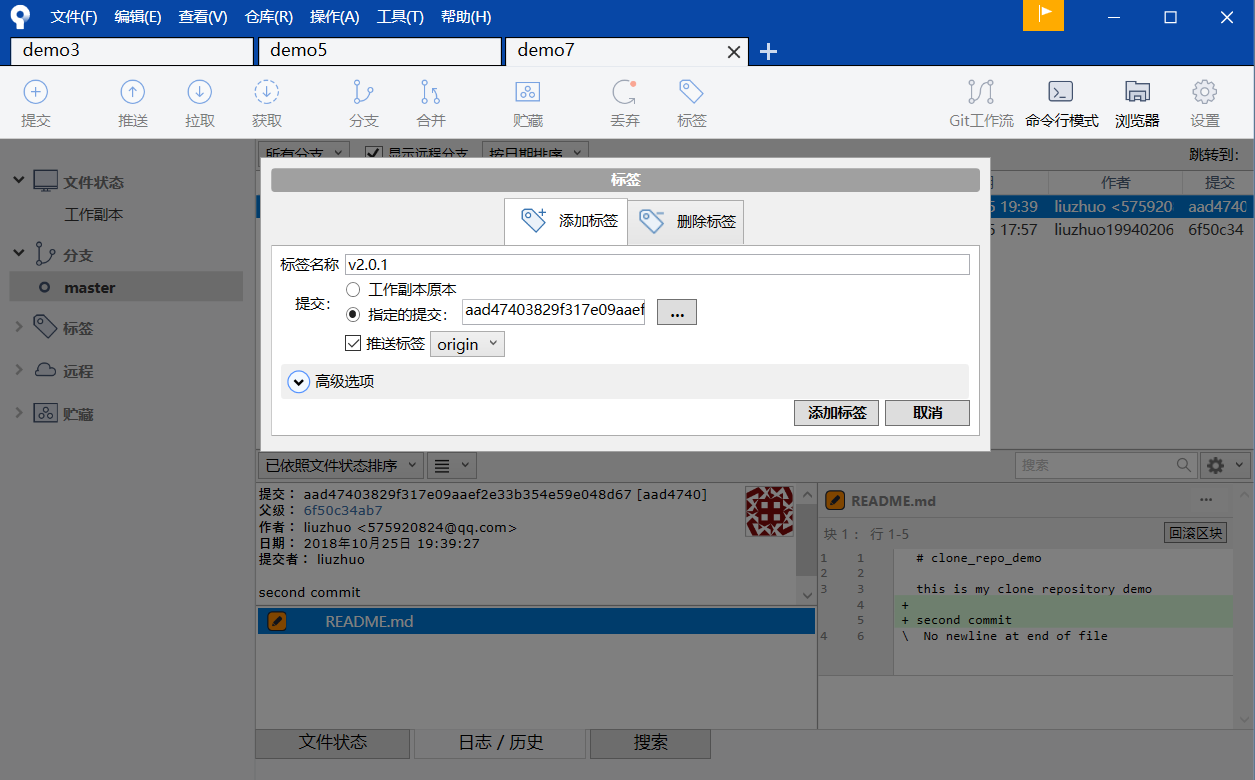 文件(F) 编辑(E) 查看(V) 仓库(R) 操作(A) 工具(T) 帮助(H)
demo3 demo5 demo7
提交 推送 拉取 获取 分支 合并 贮藏 丢弃 标签 Git工作流 命令行模式 浏览器 设置
所有分支 显示远程分支 按日期排序 跳转到:
作者 提交
19:39 liuzhuo <575920 aad4740
17:57 liuzhuo19940206 6f50c34
文件状态
工作副本
分支
master
标签
远程
贮藏
标签
添加标签 删除标签
标签名称 v2.0.1
提交: 工作副本原本
指定的提交: aad47403829f317e09aaef ...
推送标签 origin
高级选项
添加标签 取消
已依照文件状态排序 搜索
提交: aad47403829f317e09aaef2e33b354e59e048d67 [aad4740]
父级: 6f50c34ab7
作者: liuzhuo <575920824@qq.com>
日期: 2018年10月25日 19:39:27
提交者: liuzhuo
second commit
README.md
README.md ...
块 1: 行 1-5 回滚区块
1 1 # clone_repo_demo
2 2
3 3 this is my clone repository demo
4 +
5 + second commit
4 6 \ No newline at end of file
文件状态 日志 / 历史 搜索